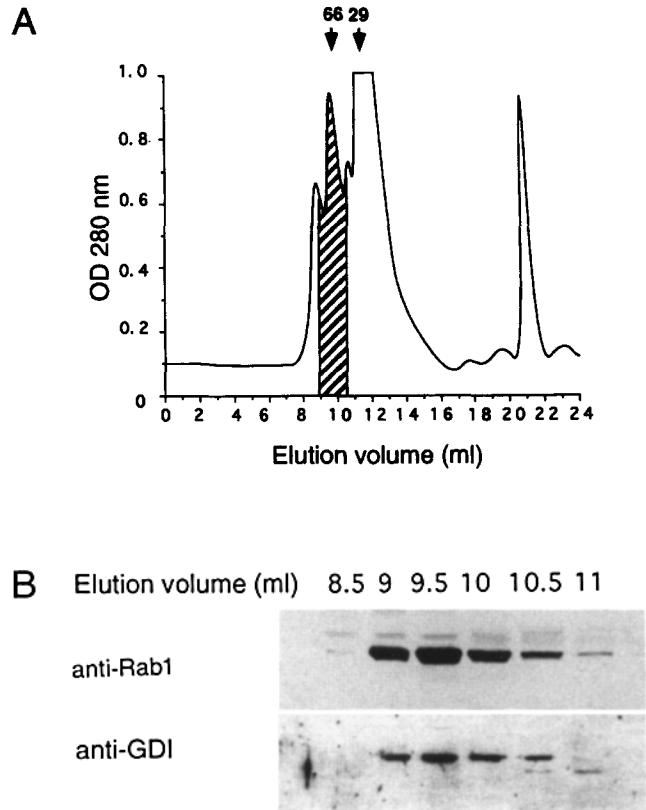 A
66 29
1.0
0.8
0.6
0.4
0.2
0
OD 280 nm
0 2 4 6 8 10 12 14 16 18 20 22 24
Elution volume (ml)
B
Elution volume (ml) 8.5 9 9.5 10 10.5 11
anti-Rab1
anti-GDI